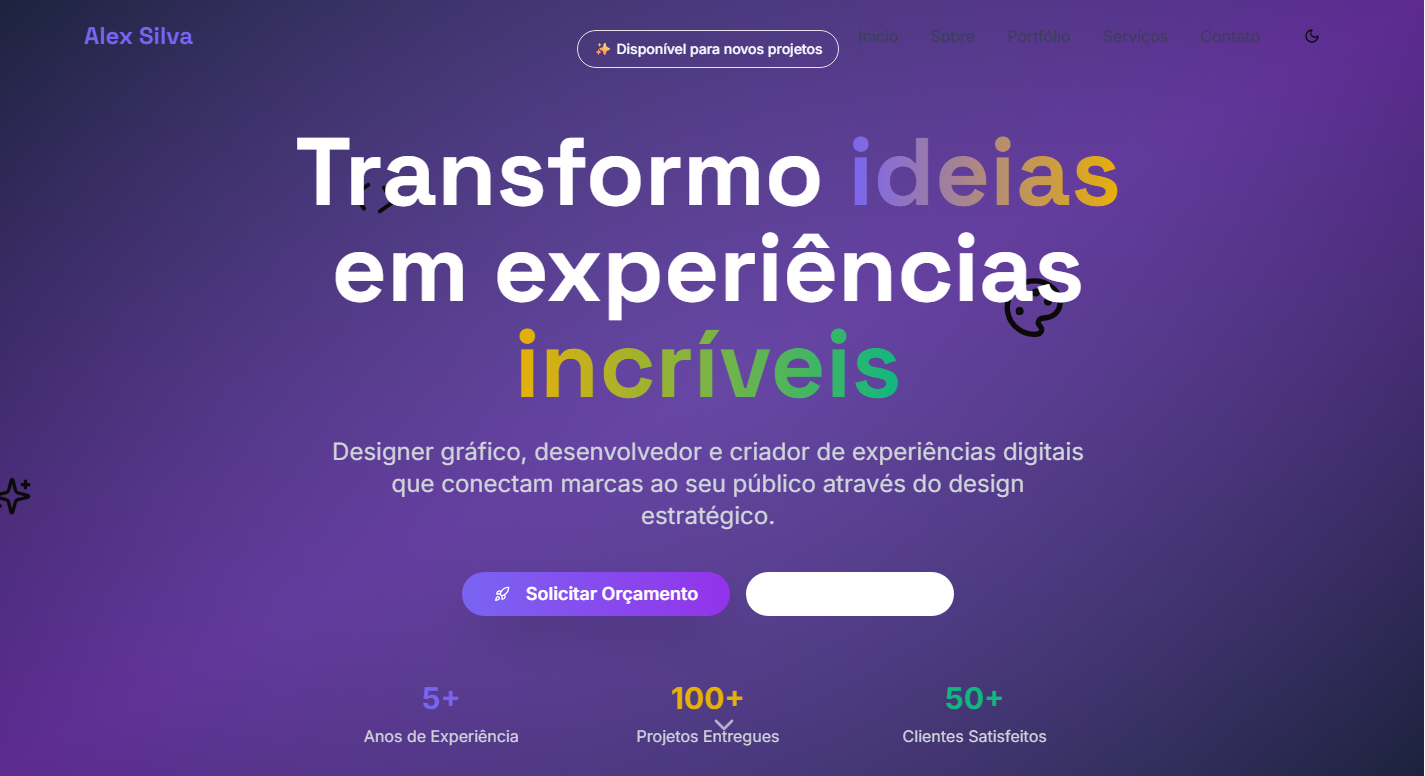 Alex Silva
✨ Disponível para novos projetos
Início
Sobre
Portfólio
Serviços
Contato
Transformo ideias
em experiências
incríveis
Designer gráfico, desenvolvedor e criador de experiências digitais
que conectam marcas ao seu público através do design
estratégico.
Solicitar Orçamento
5+
Anos de Experiência
100+
Projetos Entregues
50+
Clientes Satisfeitos